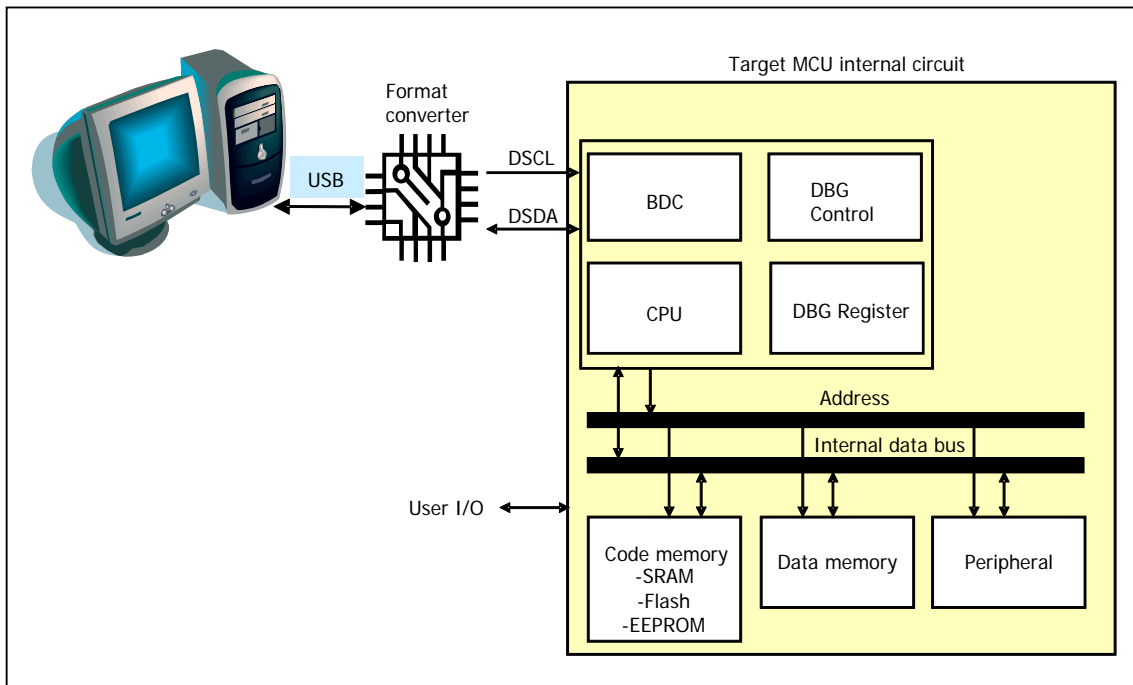 Target MCU internal circuit
Format
converter
USB
DSCL
DSDA
BDC
DBG
Control
CPU
DBG Register
Address
Internal data bus
User I/O
Code memory
-SRAM
-Flash
-EEPROM
Data memory
Peripheral